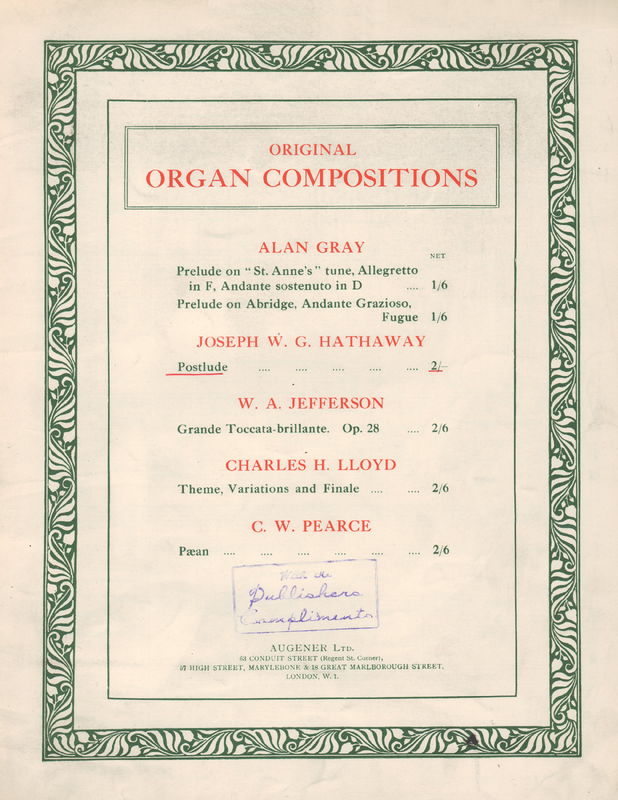 ORIGINAL
ORGAN COMPOSITIONS
ALAN GRAY
NET
Prelude on "St. Anne's" tune, Allegretto
in F, Andante sostenuto in D .... 1/6
Prelude on Abridge, Andante Grazioso,
Fugue 1/6
JOSEPH W. G. HATHAWAY
Postlude .... .... .... .... .... 2/-
W. A. JEFFERSON
Grande Toccata-brillante. Op. 28 .... 2/6
CHARLES H. LLOYD
Theme, Variations and Finale .... .... 2/6
C. W. PEARCE
Pæan .... .... .... .... .... .... 2/6
With the
Publishers
Compliments
AUGENER LTD.
63 CONDUIT STREET (Regent St. Corner),
57 HIGH STREET, MARYLEBONE & 18 GREAT MARLBOROUGH STREET,
LONDON, W. 1.